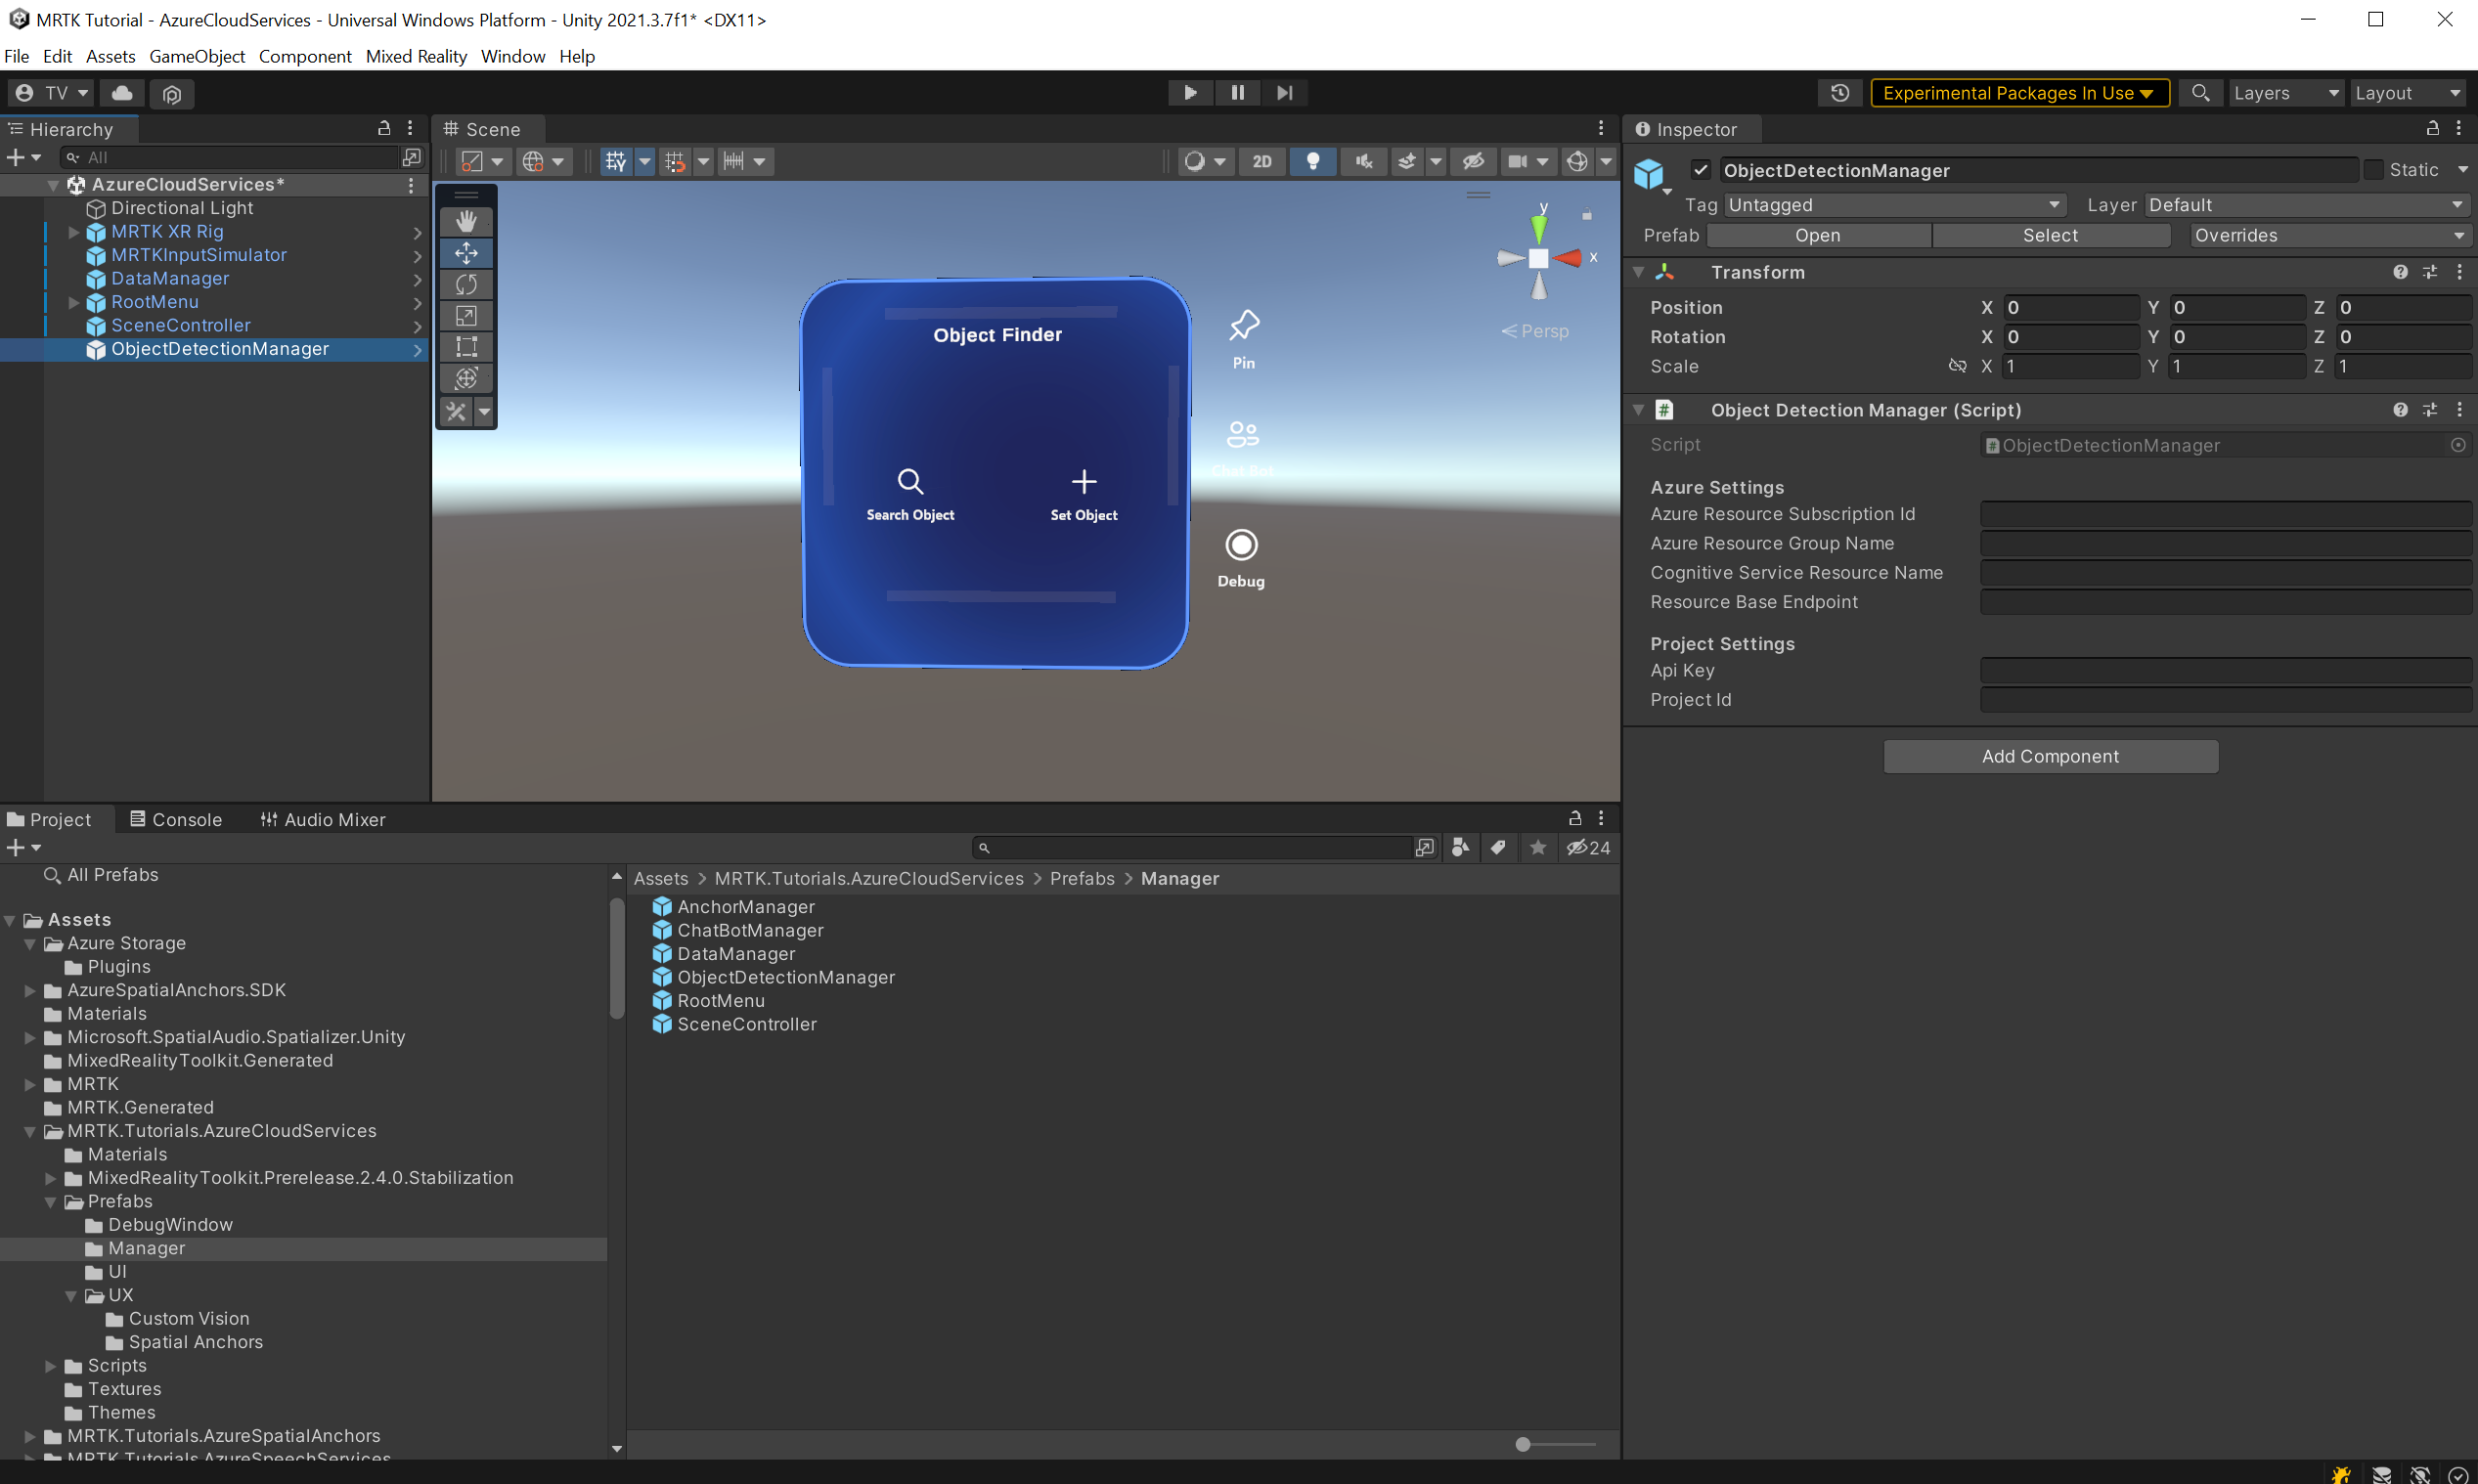 MRTK Tutorial - AzureCloudServices - Universal Windows Platform - Unity 2021.3.7f1* <DX11>
File Edit Assets GameObject Component Mixed Reality Window Help
TV
Experimental Packages In Use
Layers
Layout
Hierarchy
All
AzureCloudServices*
Directional Light
MRTK XR Rig
MRTKInputSimulator
DataManager
RootMenu
SceneController
ObjectDetectionManager
Scene
2D
y
x
Persp
Object Finder
Search Object
Set Object
Pin
Chat Bot
Debug
Inspector
ObjectDetectionManager
Static
Tag Untagged
Layer Default
Prefab Open Select Overrides
Transform
Position X 0 Y 0 Z 0
Rotation X 0 Y 0 Z 0
Scale X 1 Y 1 Z 1
Object Detection Manager (Script)
Script ObjectDetectionManager
Azure Settings
Azure Resource Subscription Id
Azure Resource Group Name
Cognitive Service Resource Name
Resource Base Endpoint
Project Settings
Api Key
Project Id
Add Component
Project
Console
Audio Mixer
24
All Prefabs
Assets
Azure Storage
Plugins
AzureSpatialAnchors.SDK
Materials
Microsoft.SpatialAudio.Spatializer.Unity
MixedRealityToolkit.Generated
MRTK
MRTK.Generated
MRTK.Tutorials.AzureCloudServices
Materials
MixedRealityToolkit.Prerelease.2.4.0.Stabilization
Prefabs
DebugWindow
Manager
UI
UX
Custom Vision
Spatial Anchors
Scripts
Textures
Themes
MRTK.Tutorials.AzureSpatialAnchors
MRTK.Tutorials.AzureSpeechServices
Assets > MRTK.Tutorials.AzureCloudServices > Prefabs > Manager
AnchorManager
ChatBotManager
DataManager
ObjectDetectionManager
RootMenu
SceneController